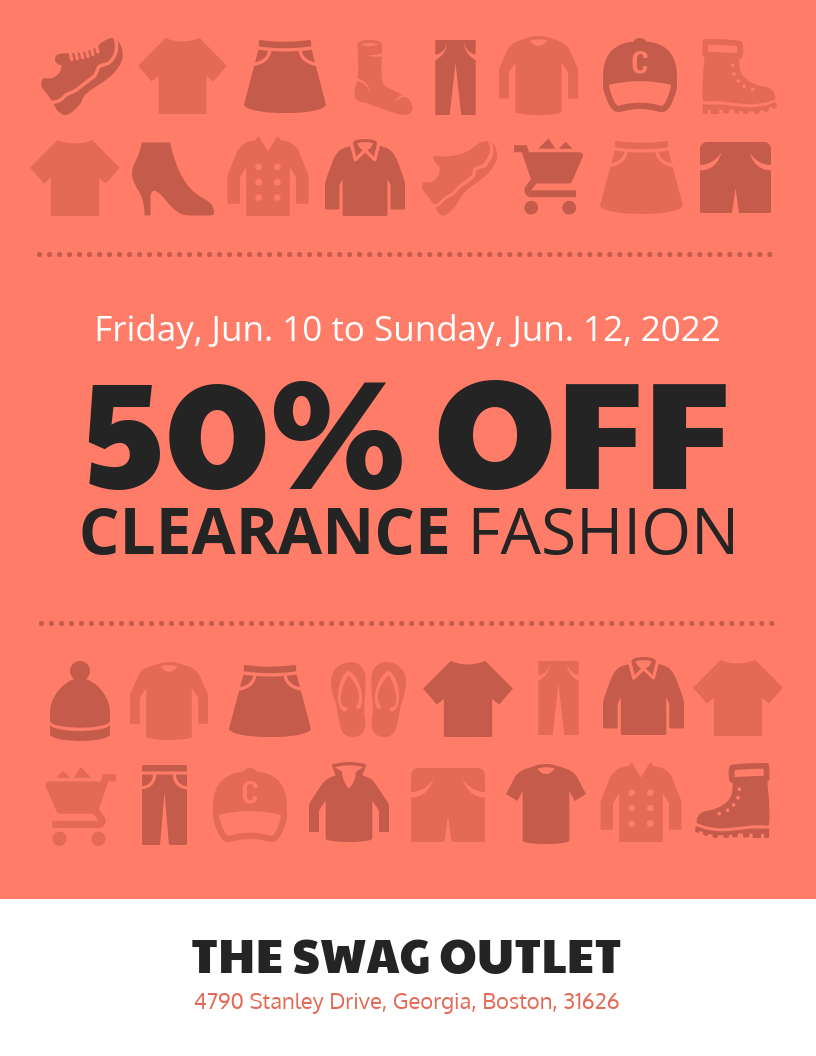 C
Friday, Jun. 10 to Sunday, Jun. 12, 2022
50% OFF
CLEARANCE FASHION
C
THE SWAG OUTLET
4790 Stanley Drive, Georgia, Boston, 31626